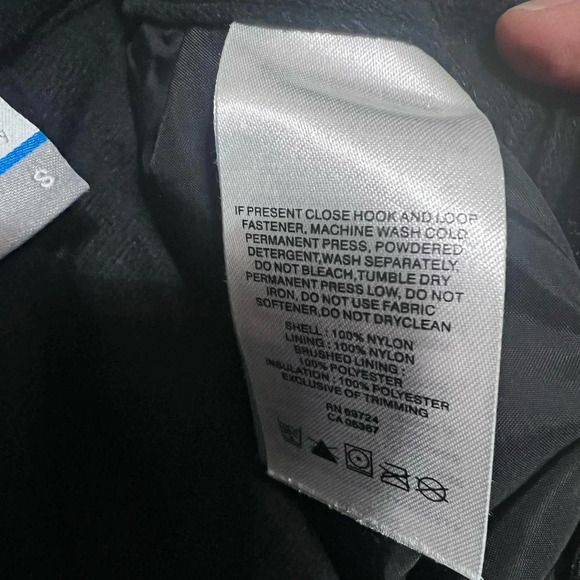 S
IF PRESENT CLOSE HOOK AND LOOP
FASTENER, MACHINE WASH COLD
PERMANENT PRESS, POWDERED
DETERGENT,WASH SEPARATELY
DO NOT BLEACH,TUMBLE DRY
PERMANENT PRESS LOW, DO NOT
IRON, DO NOT USE FABRIC
SOFTENER,DO NOT DRYCLEAN
SHELL : 100% NYLON
LINING : 100% NYLON
BRUSHED LINING :
100% POLYESTER
INSULATION : 100% POLYESTER
EXCLUSIVE OF TRIMMING
RN 69724
CA 05367